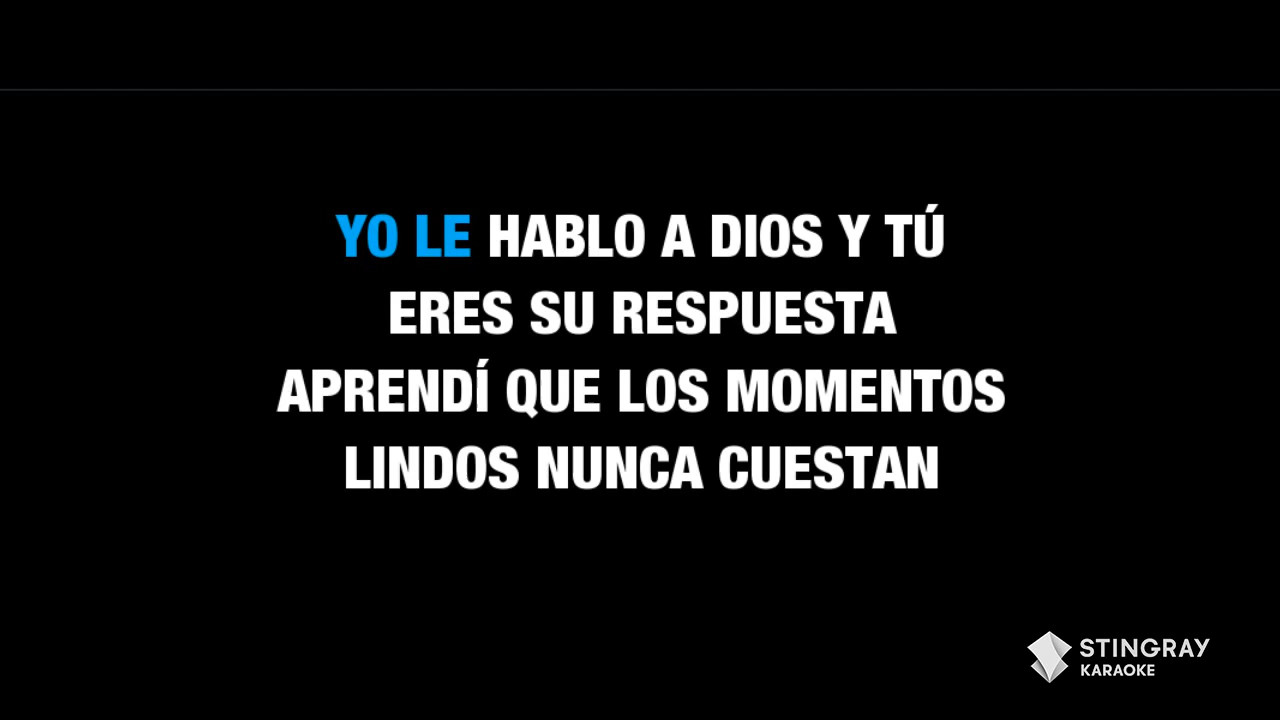 YO LE HABLO A DIOS Y TÚ
ERES SU RESPUESTA
APRENDÍ QUE LOS MOMENTOS
LINDOS NUNCA CUESTAN
STINGRAY
KARAOKE